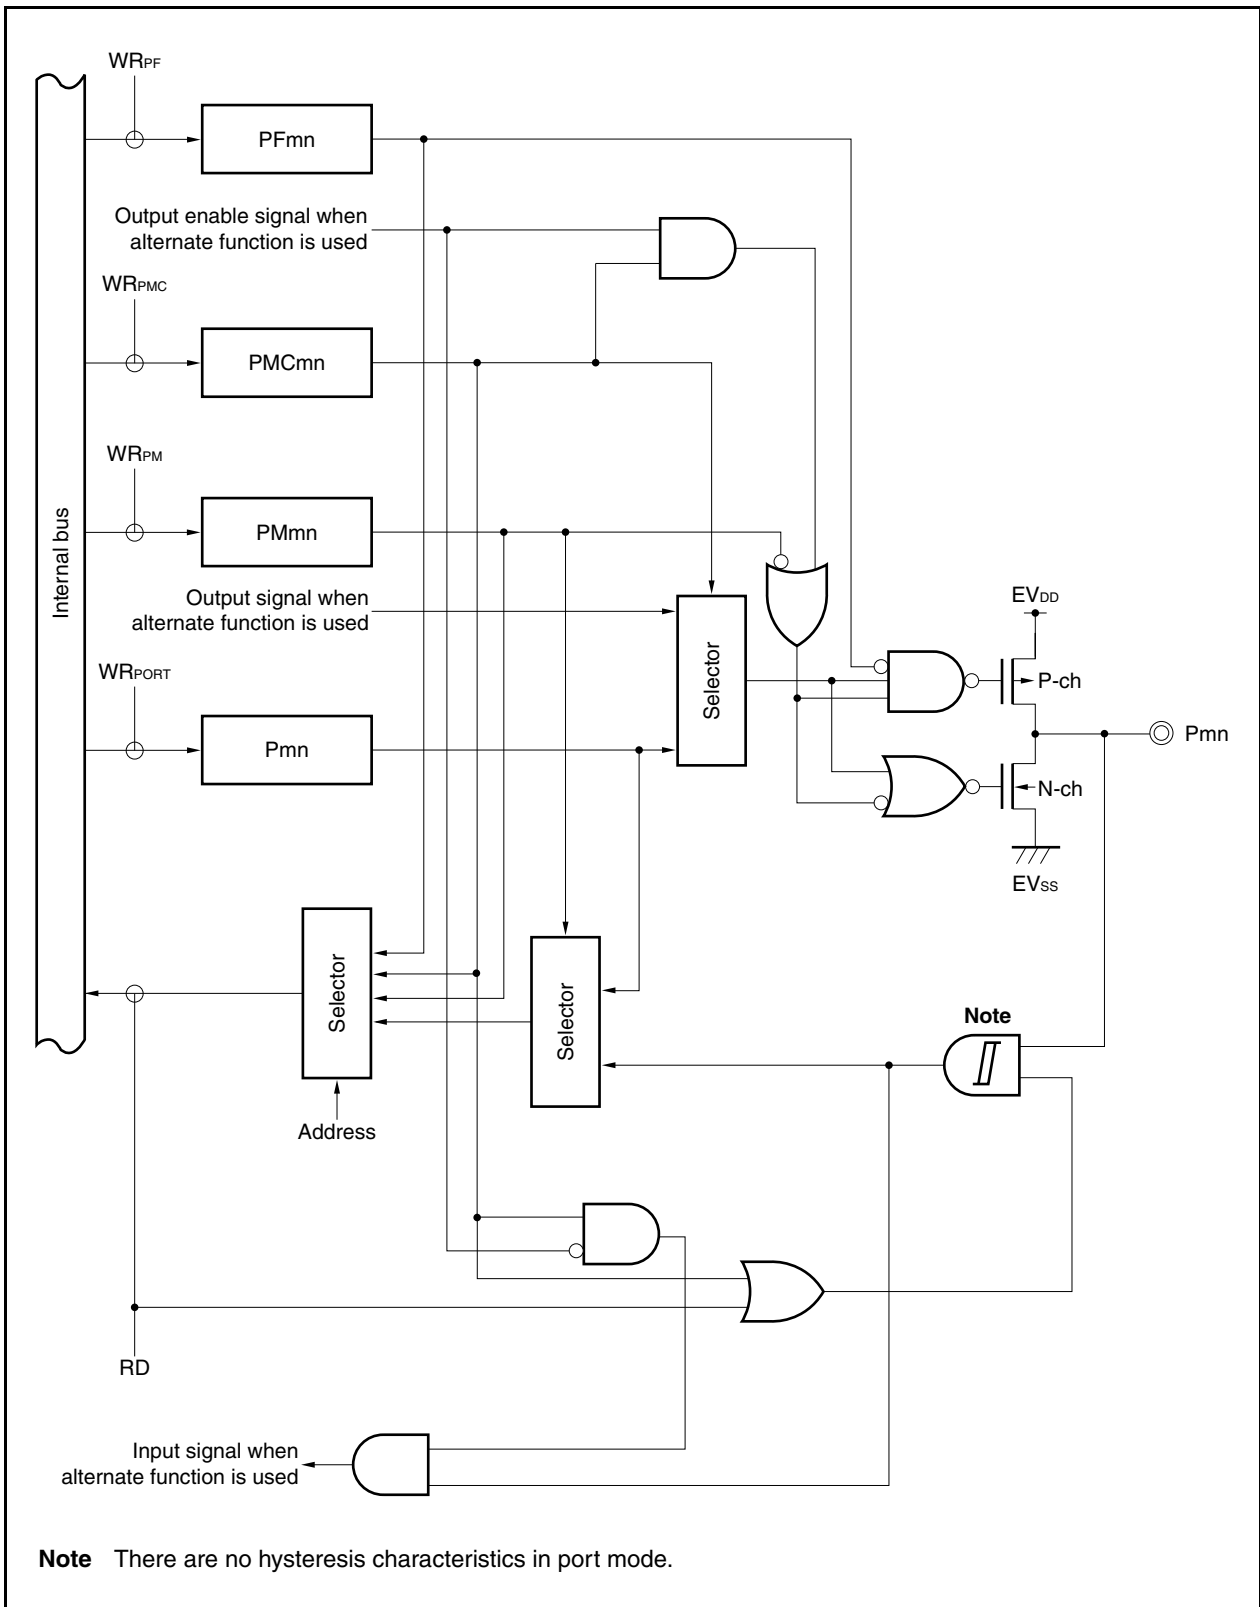 WRPF
PFmn
Output enable signal when
alternate function is used
WRPMC
PMCmn
WRPM
PMmn
Internal bus
Output signal when
alternate function is used
WRPORT
Pmn
Selector
EVDD
P-ch
Pmn
N-ch
EVSS
Selector
Selector
Address
Note
RD
Input signal when
alternate function is used
Note There are no hysteresis characteristics in port mode.